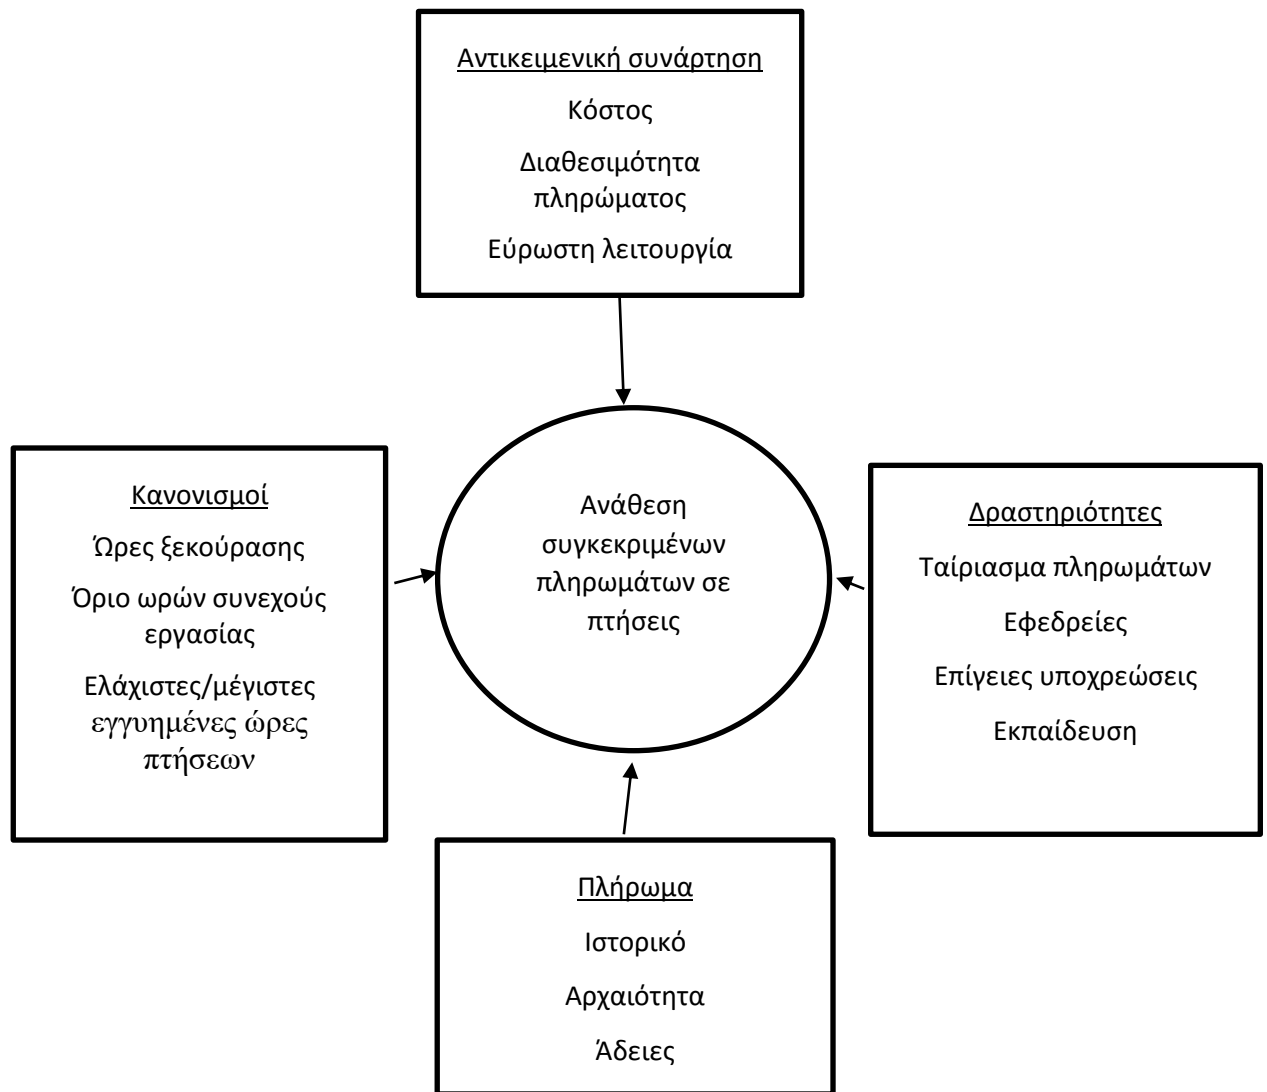 Αντικειμενική συνάρτηση
Κόστος
Διαθεσιμότητα
πληρώματος
Εύρωστη λειτουργία
Κανονισμοί
Ώρες ξεκούρασης
Όριο ωρών συνεχούς
εργασίας
Ελάχιστες/μέγιστες
εγγυημένες ώρες
πτήσεων
Ανάθεση
συγκεκριμένων
πληρωμάτων σε
πτήσεις
Δραστηριότητες
Ταίριασμα πληρωμάτων
Εφεδρείες
Επίγειες υποχρεώσεις
Εκπαίδευση
Πλήρωμα
Ιστορικό
Αρχαιότητα
Άδειες